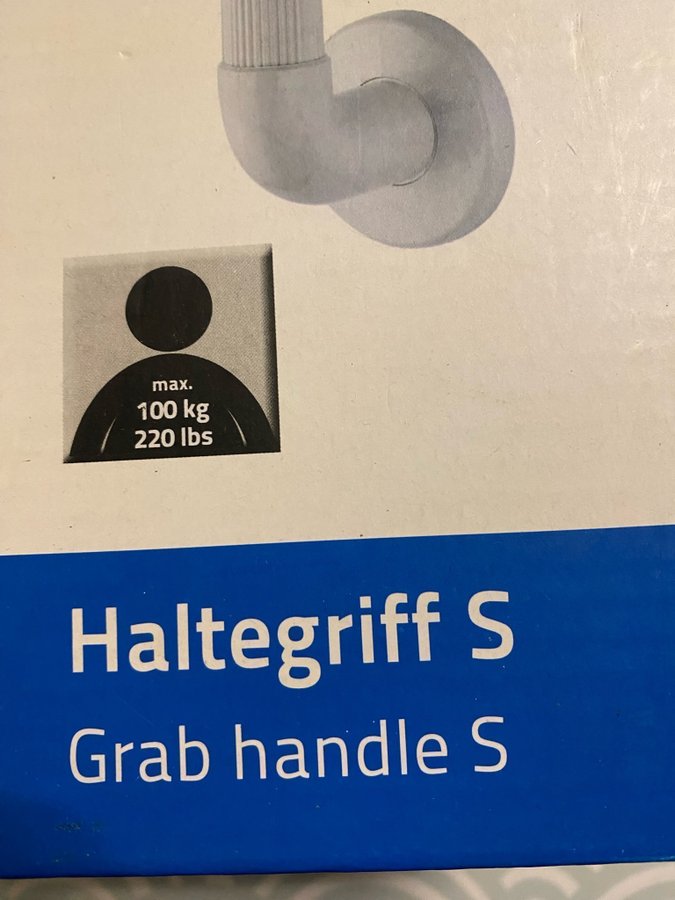 max.
100 kg
220 lbs
Haltegriff S
Grab handle S